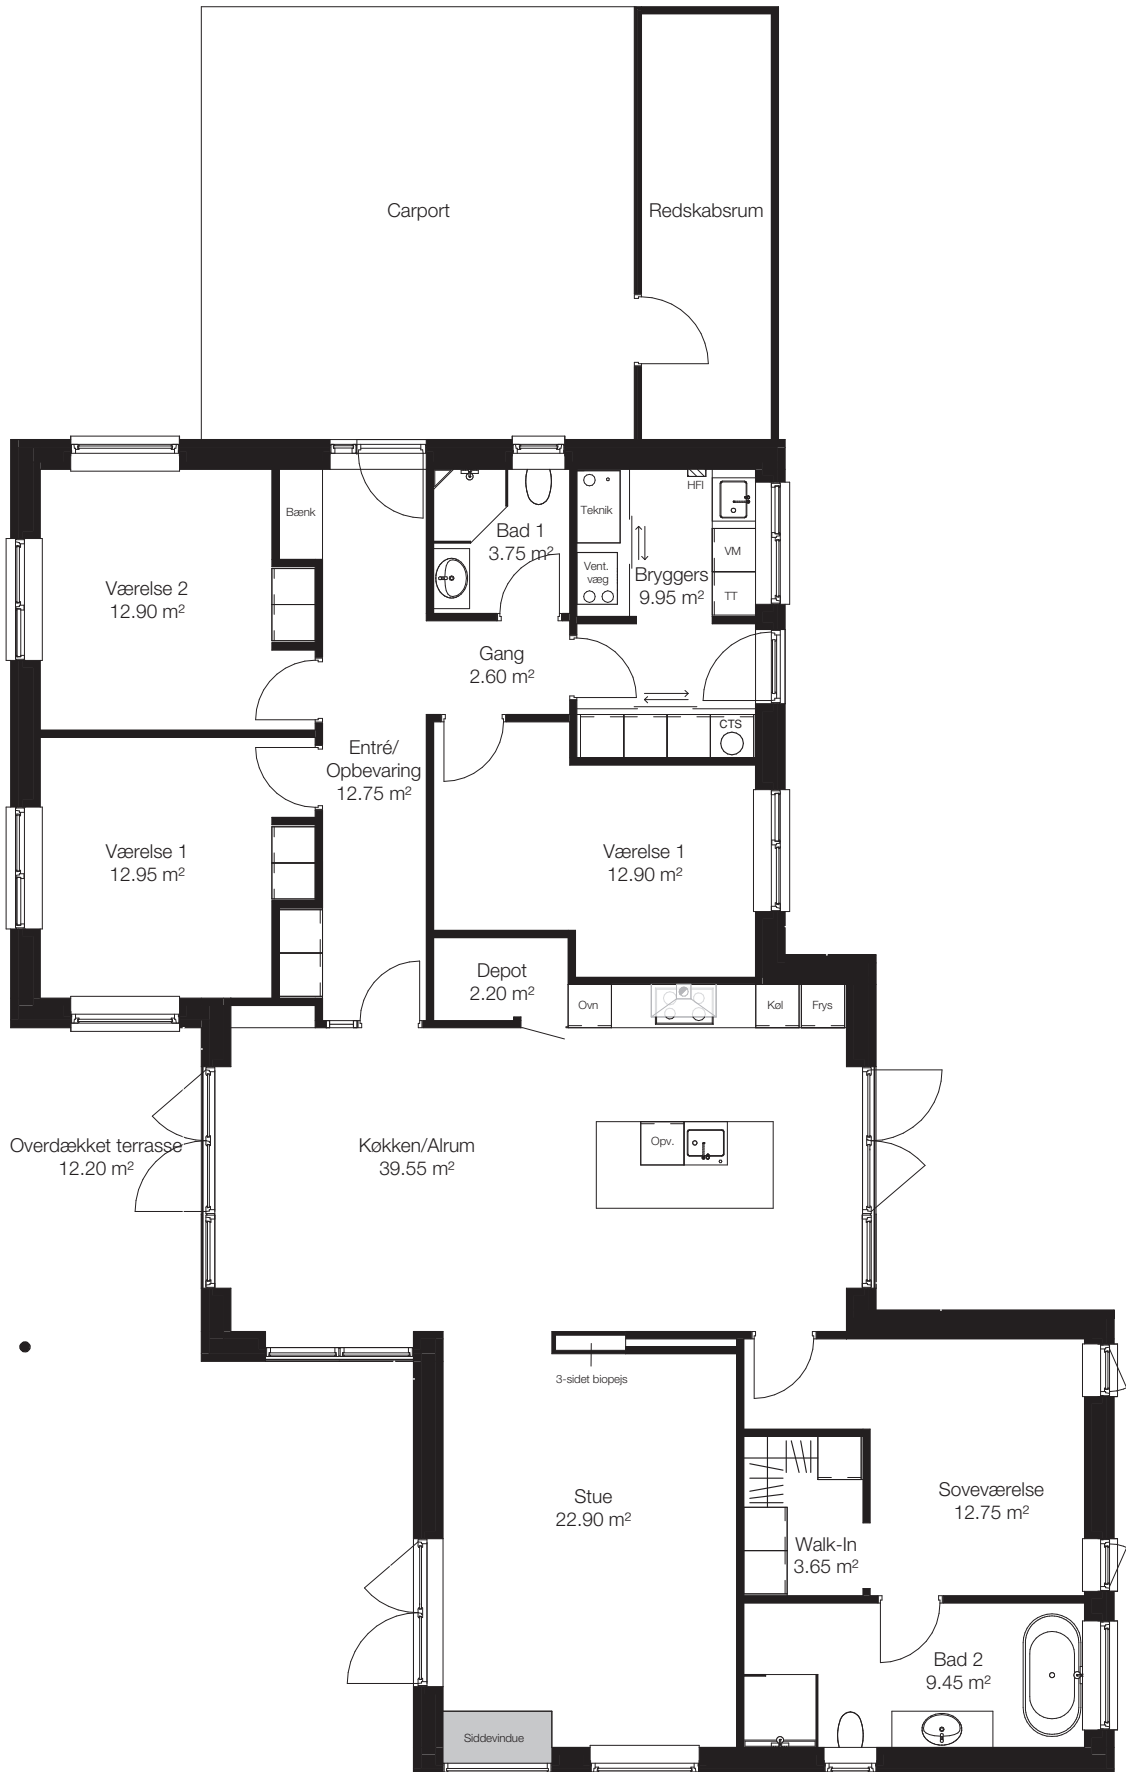 Carport
Redskabsrum
Bænk
Bad 1
3.75 m²
Teknik
HFI
Vent.
væg
VM
TT
Bryggers
9.95 m²
Værelse 2
12.90 m²
Gang
2.60 m²
CTS
Entré/
Opbevaring
12.75 m²
Værelse 1
12.95 m²
Værelse 1
12.90 m²
Depot
2.20 m²
Ovn
Køl
Frys
Overdækket terrasse
12.20 m²
Køkken/Alrum
39.55 m²
Opv.
3-sidet biopejs
Stue
22.90 m²
Soveværelse
12.75 m²
Walk-In
3.65 m²
Bad 2
9.45 m²
Siddevindue